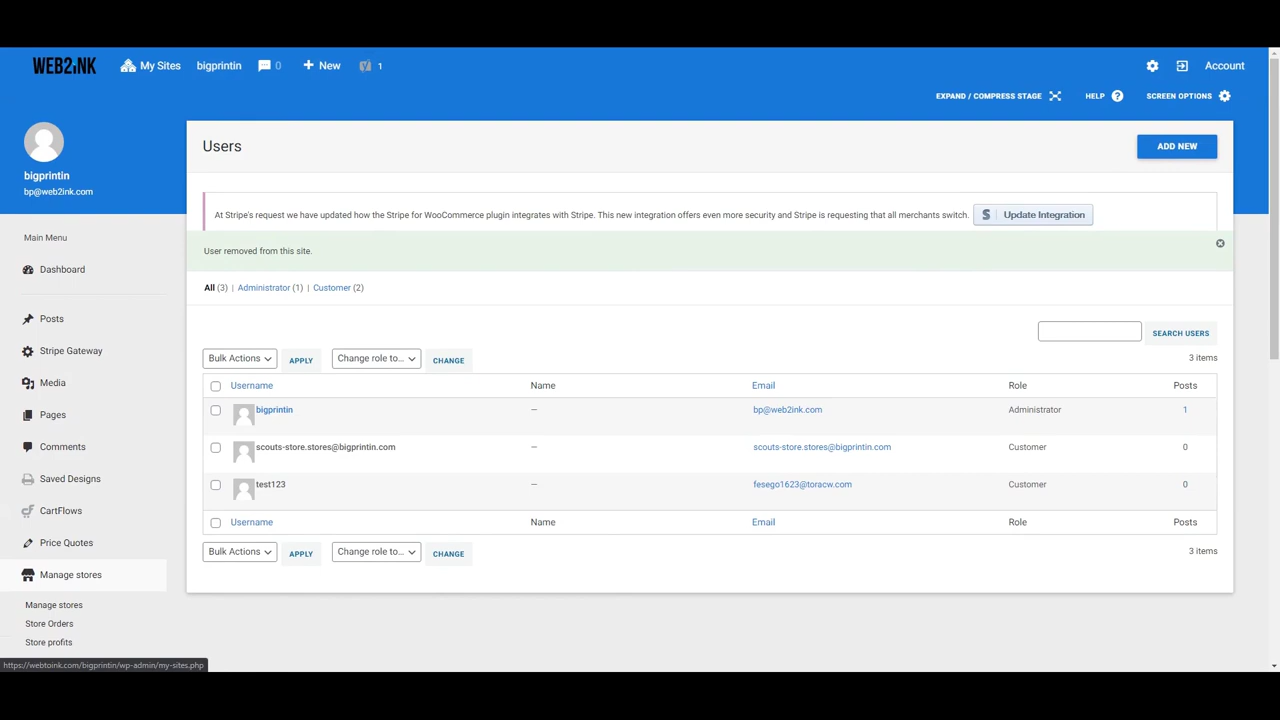 WEB2INK My Sites bigprintin 0 New 1 Account
EXPAND / COMPRESS STAGE HELP SCREEN OPTIONS
bigprintin
bp@web2ink.com
Main Menu
Dashboard
Posts
Stripe Gateway
Media
Pages
Comments
Saved Designs
CartFlows
Price Quotes
Manage stores
Manage stores
Store Orders
Store profits
https://webtoink.com/bigprintin/wp-admin/my-sites.php
Users ADD NEW
At Stripe's request we have updated how the Stripe for WooCommerce plugin integrates with Stripe. This new integration offers even more security and Stripe is requesting that all merchants switch. Update Integration
User removed from this site.
All (3) | Administrator (1) | Customer (2)
SEARCH USERS
Bulk Actions APPLY Change role to... CHANGE 3 items
Username Name Email Role Posts
bigprintin — bp@web2ink.com Administrator 1
scouts-store.stores@bigprintin.com — scouts-store.stores@bigprintin.com Customer 0
test123 — fesego1623@toracw.com Customer 0
Username Name Email Role Posts
Bulk Actions APPLY Change role to... CHANGE 3 items